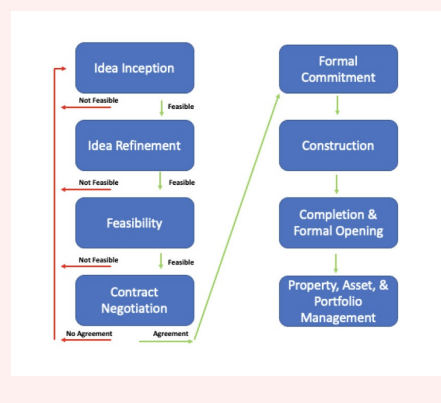 Idea Inception
Not Feasible
Feasible
Idea Refinement
Not Feasible
Feasible
Feasibility
Not Feasible
Feasible
Contract
Negotiation
No Agreement
Agreement
Formal
Commitment
Construction
Completion &
Formal Opening
Property, Asset, &
Portfolio
Management